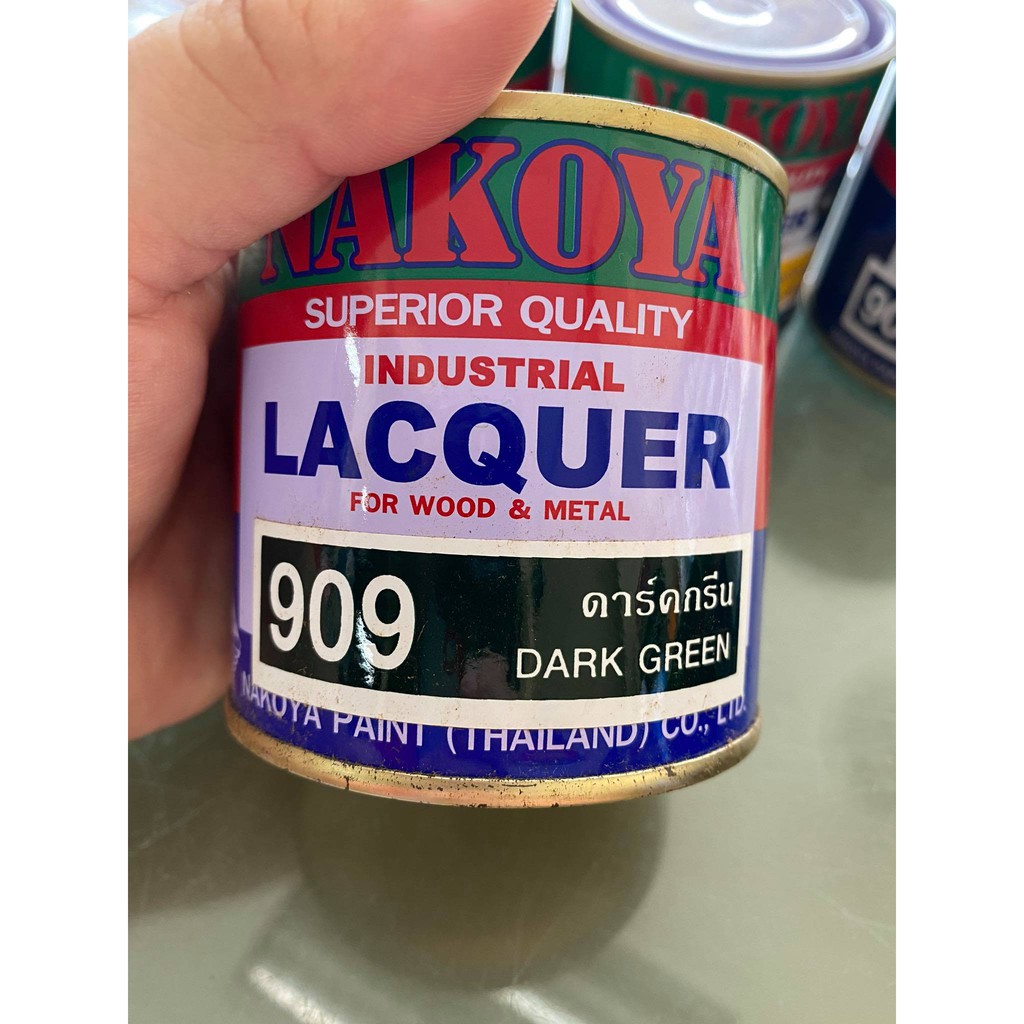 NAKOYA
SUPERIOR QUALITY
INDUSTRIAL
LACQUER
FOR WOOD & METAL
909
ดาร์คกรีน
DARK GREEN
NAKOYA PAINT (THAILAND) CO., LTD.
NAKOYA